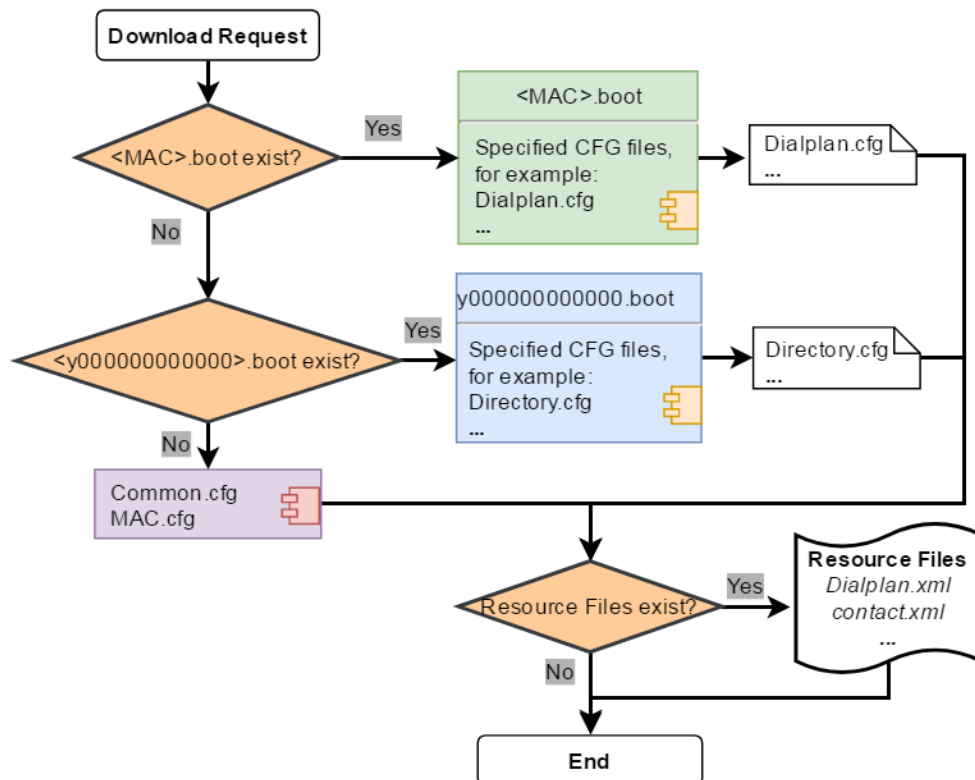 Download Request
<MAC>.boot exist?
Yes
<MAC>.boot
Specified CFG files,
for example:
Dialplan.cfg
...
Dialplan.cfg
...
No
<y000000000000>.boot exist?
Yes
y000000000000.boot
Specified CFG files,
for example:
Directory.cfg
...
Directory.cfg
...
No
Common.cfg
MAC.cfg
Resource Files exist?
Yes
Resource Files
Dialplan.xml
contact.xml
...
No
End